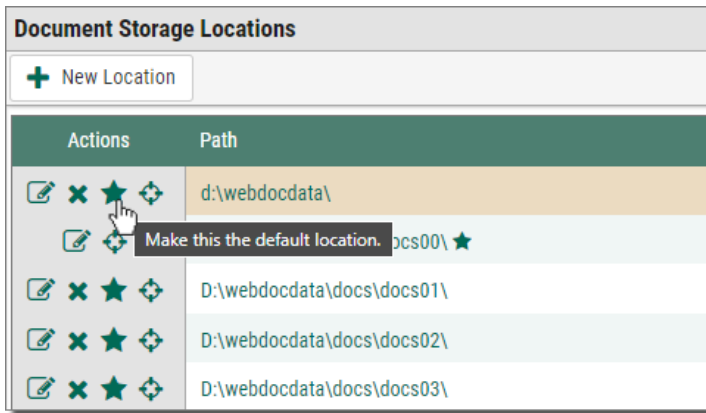 Document Storage Locations
New Location
Actions Path
d:\webdocdata\
Make this the default location. ocs00\
D:\webdocdata\docs\docs01\
D:\webdocdata\docs\docs02\
D:\webdocdata\docs\docs03\